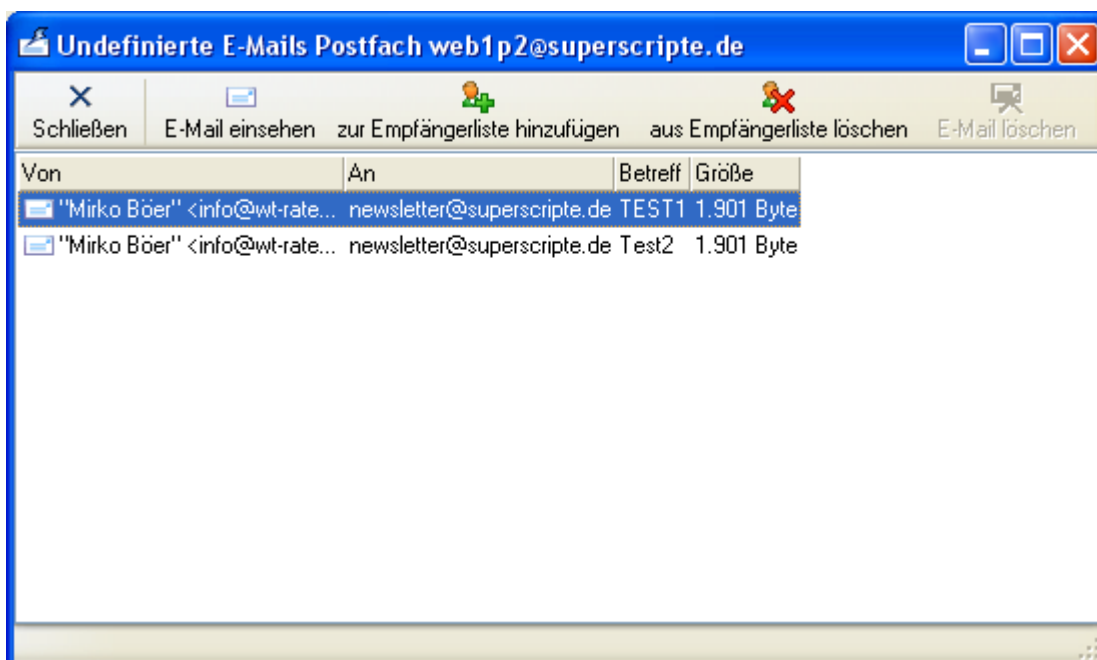 Undefinierte E-Mails Postfach web1p2@superscripte.de
Schließen E-Mail einsehen zur Empfängerliste hinzufügen aus Empfängerliste löschen E-Mail löschen
Von An Betreff Größe
"Mirko Böer" <info@wt-rate... newsletter@superscripte.de TEST1 1.901 Byte
"Mirko Böer" <info@wt-rate... newsletter@superscripte.de Test2 1.901 Byte